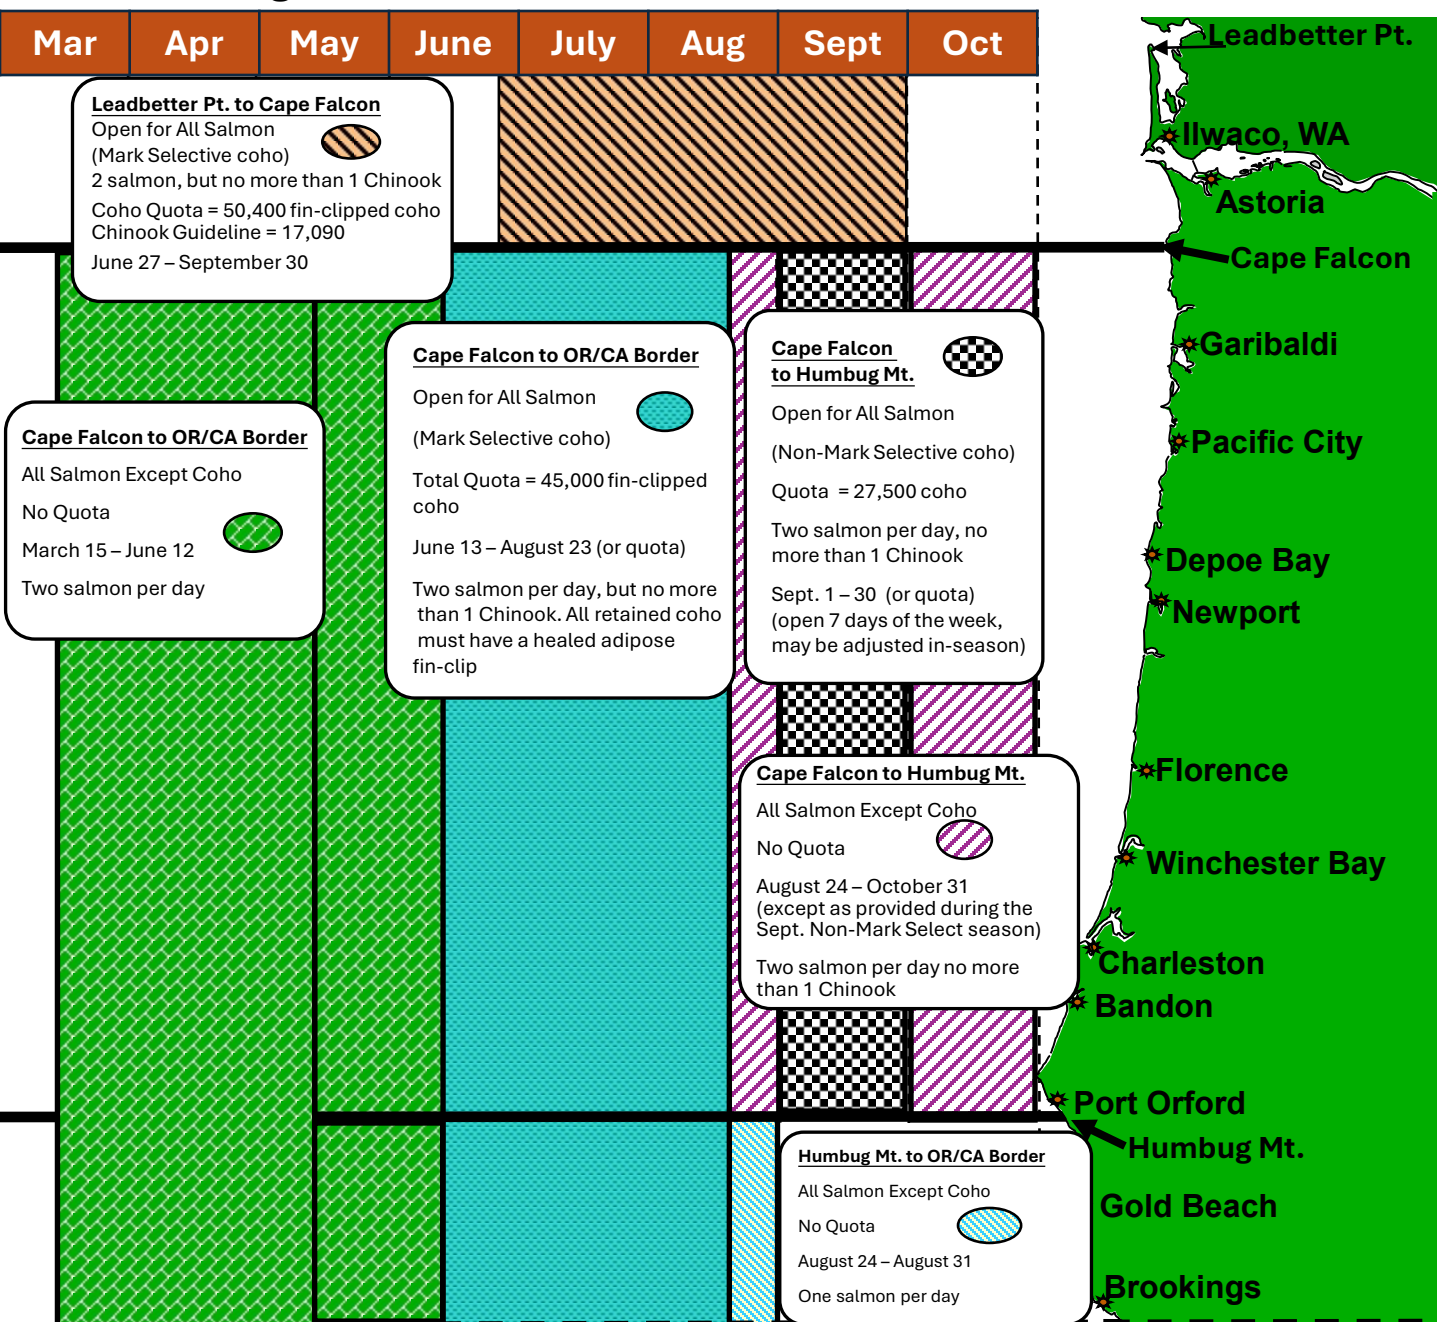 Mar Apr May June July Aug Sept Oct
Leadbetter Pt. to Cape Falcon
Open for All Salmon
(Mark Selective coho)
2 salmon, but no more than 1 Chinook
Coho Quota = 50,400 fin-clipped coho
Chinook Guideline = 17,090
June 27 – September 30
Cape Falcon to OR/CA Border
All Salmon Except Coho
No Quota
March 15 – June 12
Two salmon per day
Cape Falcon to OR/CA Border
Open for All Salmon
(Mark Selective coho)
Total Quota = 45,000 fin-clipped
coho
June 13 – August 23 (or quota)
Two salmon per day, but no more
than 1 Chinook. All retained coho
must have a healed adipose
fin-clip
Cape Falcon
to Humbug Mt.
Open for All Salmon
(Non-Mark Selective coho)
Quota = 27,500 coho
Two salmon per day, no
more than 1 Chinook
Sept. 1 – 30 (or quota)
(open 7 days of the week,
may be adjusted in-season)
Cape Falcon to Humbug Mt.
All Salmon Except Coho
No Quota
August 24 – October 31
(except as provided during the
Sept. Non-Mark Select season)
Two salmon per day no more
than 1 Chinook
Humbug Mt. to OR/CA Border
All Salmon Except Coho
No Quota
August 24 – August 31
One salmon per day
Leadbetter Pt.
Ilwaco, WA
Astoria
Cape Falcon
Garibaldi
Pacific City
Depoe Bay
Newport
Florence
Winchester Bay
Charleston
Bandon
Port Orford
Humbug Mt.
Gold Beach
Brookings